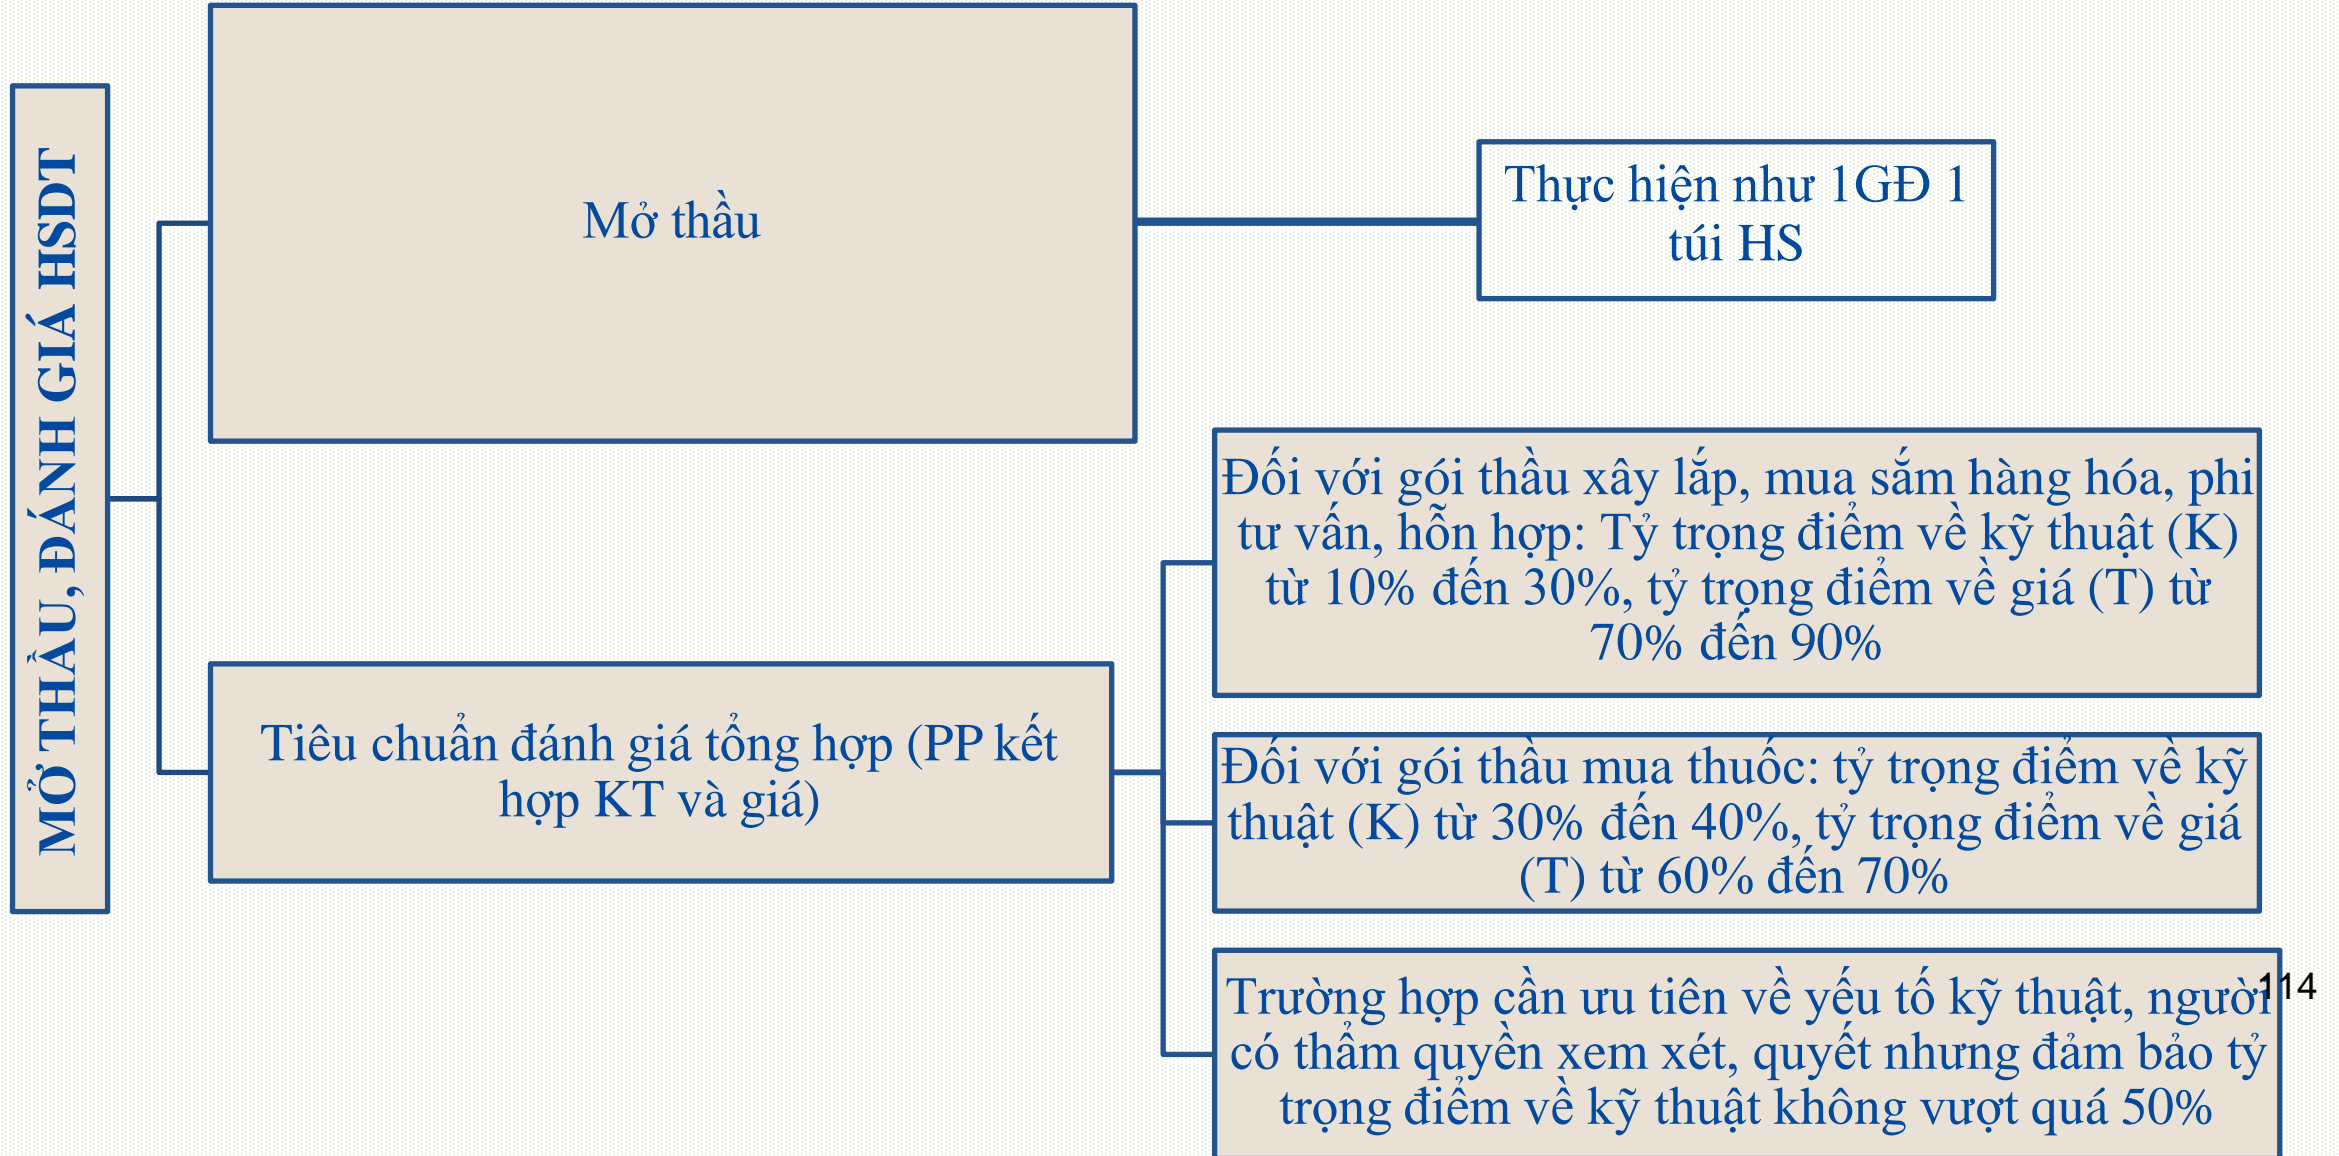 MỞ THẦU, ĐÁNH GIÁ HSDT
Mở thầu
Thực hiện như 1GĐ 1
túi HS
Tiêu chuẩn đánh giá tổng hợp (PP kết
hợp KT và giá)
Đối với gói thầu xây lắp, mua sắm hàng hóa, phi
tư vấn, hỗn hợp: Tỷ trọng điểm về kỹ thuật (K)
từ 10% đến 30%, tỷ trọng điểm về giá (T) từ
70% đến 90%
Đối với gói thầu mua thuốc: tỷ trọng điểm về kỹ
thuật (K) từ 30% đến 40%, tỷ trọng điểm về giá
(T) từ 60% đến 70%
Trường hợp cần ưu tiên về yếu tố kỹ thuật, người
có thẩm quyền xem xét, quyết nhưng đảm bảo tỷ
trọng điểm về kỹ thuật không vượt quá 50%
114